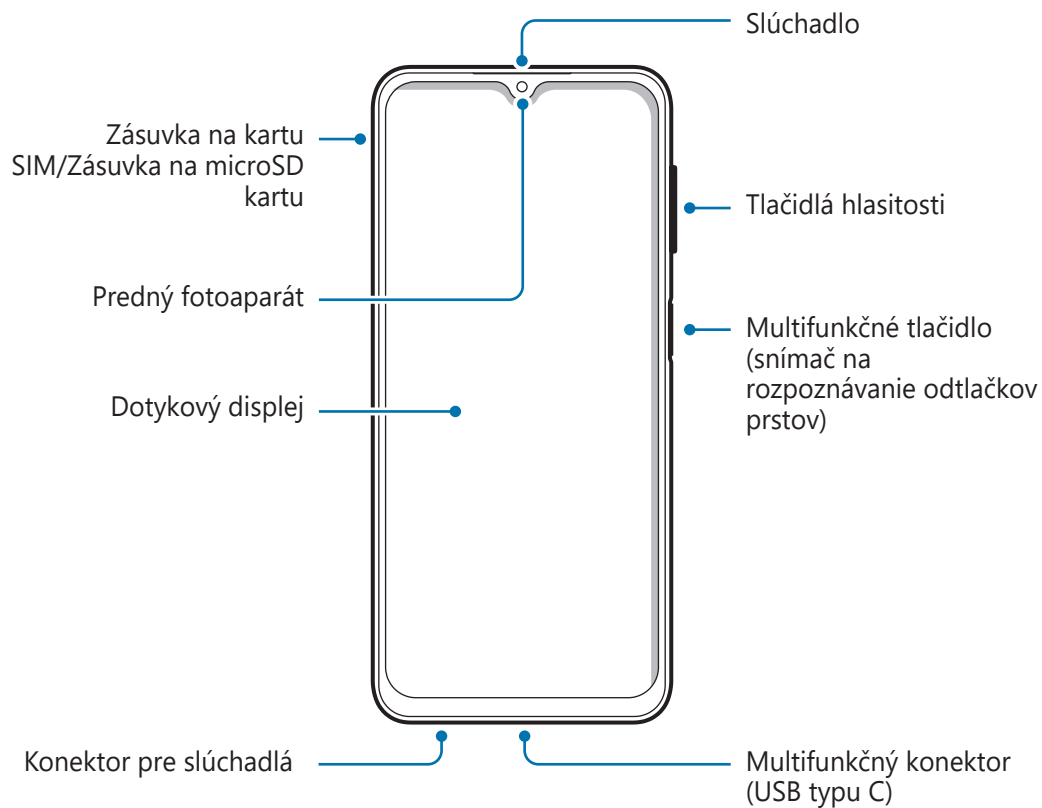 Slúchadlo
Zásuvka na kartu
SIM/Zásuvka na microSD
kartu
Tlačidlá hlasitosti
Predný fotoaparát
Multifunkčné tlačidlo
(snímač na
rozpoznávanie odtlačkov
prstov)
Dotykový displej
Konektor pre slúchadlá
Multifunkčný konektor
(USB typu C)